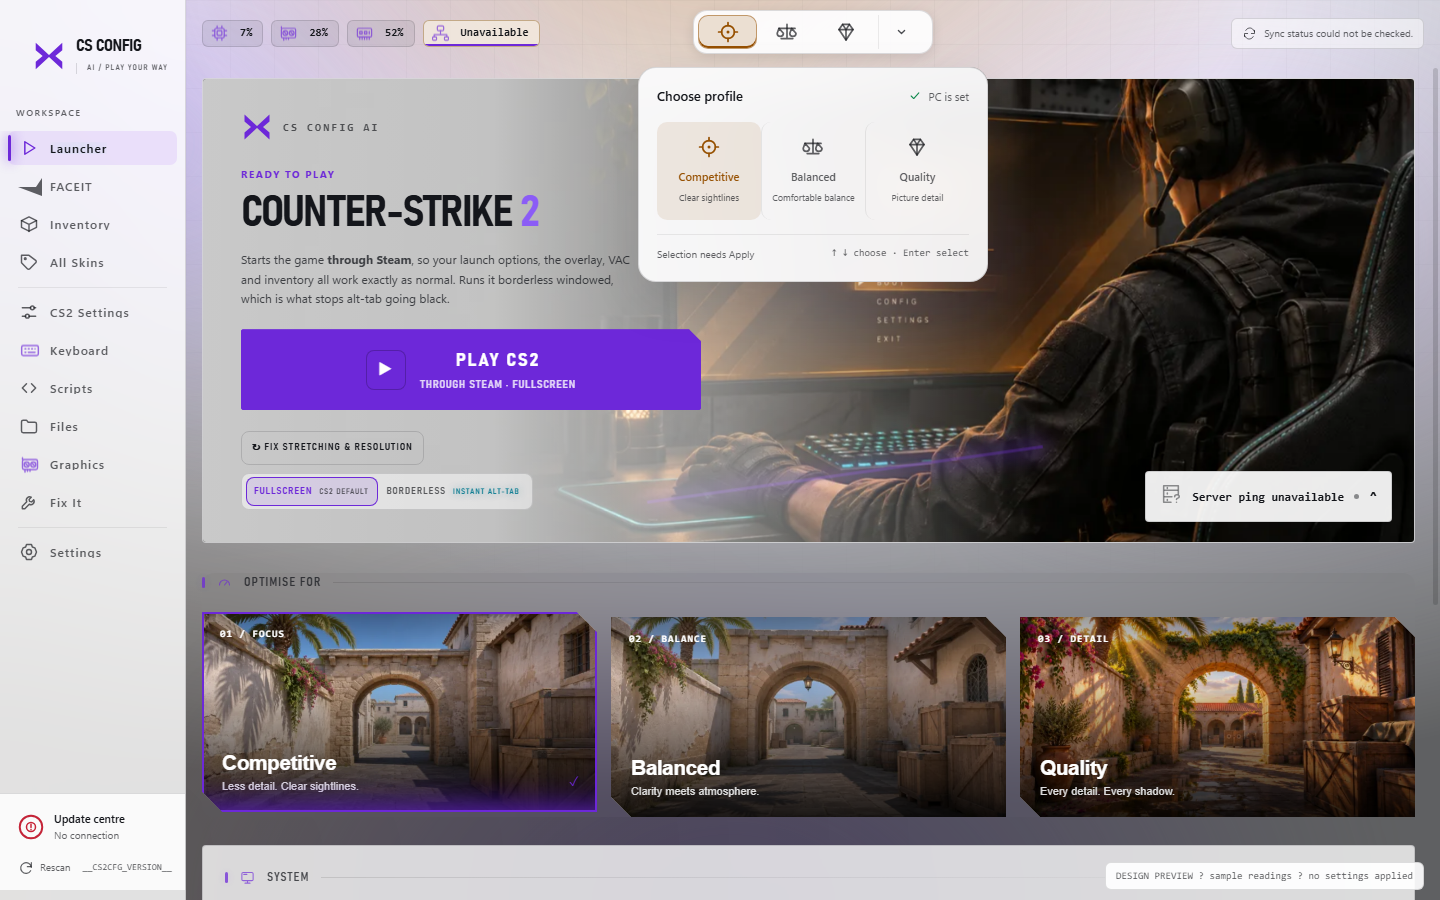 CS CONFIG
AI / PLAY YOUR WAY
WORKSPACE
Launcher
FACEIT
Inventory
All Skins
CS2 Settings
Keyboard
Scripts
Files
Graphics
Fix It
Settings
Update centre
No connection
Rescan
__CS2CFG_VERSION__
7%
28%
52%
Unavailable
Sync status could not be checked.
Choose profile
PC is set
Competitive
Clear sightlines
Balanced
Comfortable balance
Quality
Picture detail
Selection needs Apply
↑ ↓ choose · Enter select
CS CONFIG AI
READY TO PLAY
COUNTER-STRIKE 2
Starts the game through Steam, so your launch options, the overlay, VAC
and inventory all work exactly as normal. Runs it borderless windowed,
which is what stops alt-tab going black.
PLAY CS2
THROUGH STEAM · FULLSCREEN
↻ FIX STRETCHING & RESOLUTION
FULLSCREEN CS2 DEFAULT
BORDERLESS INSTANT ALT-TAB
CONFIG
SETTINGS
EXIT
Server ping unavailable
OPTIMISE FOR
01 / FOCUS
Competitive
Less detail. Clear sightlines.
02 / BALANCE
Balanced
Clarity meets atmosphere.
03 / DETAIL
Quality
Every detail. Every shadow.
SYSTEM
DESIGN PREVIEW ? sample readings ? no settings applied